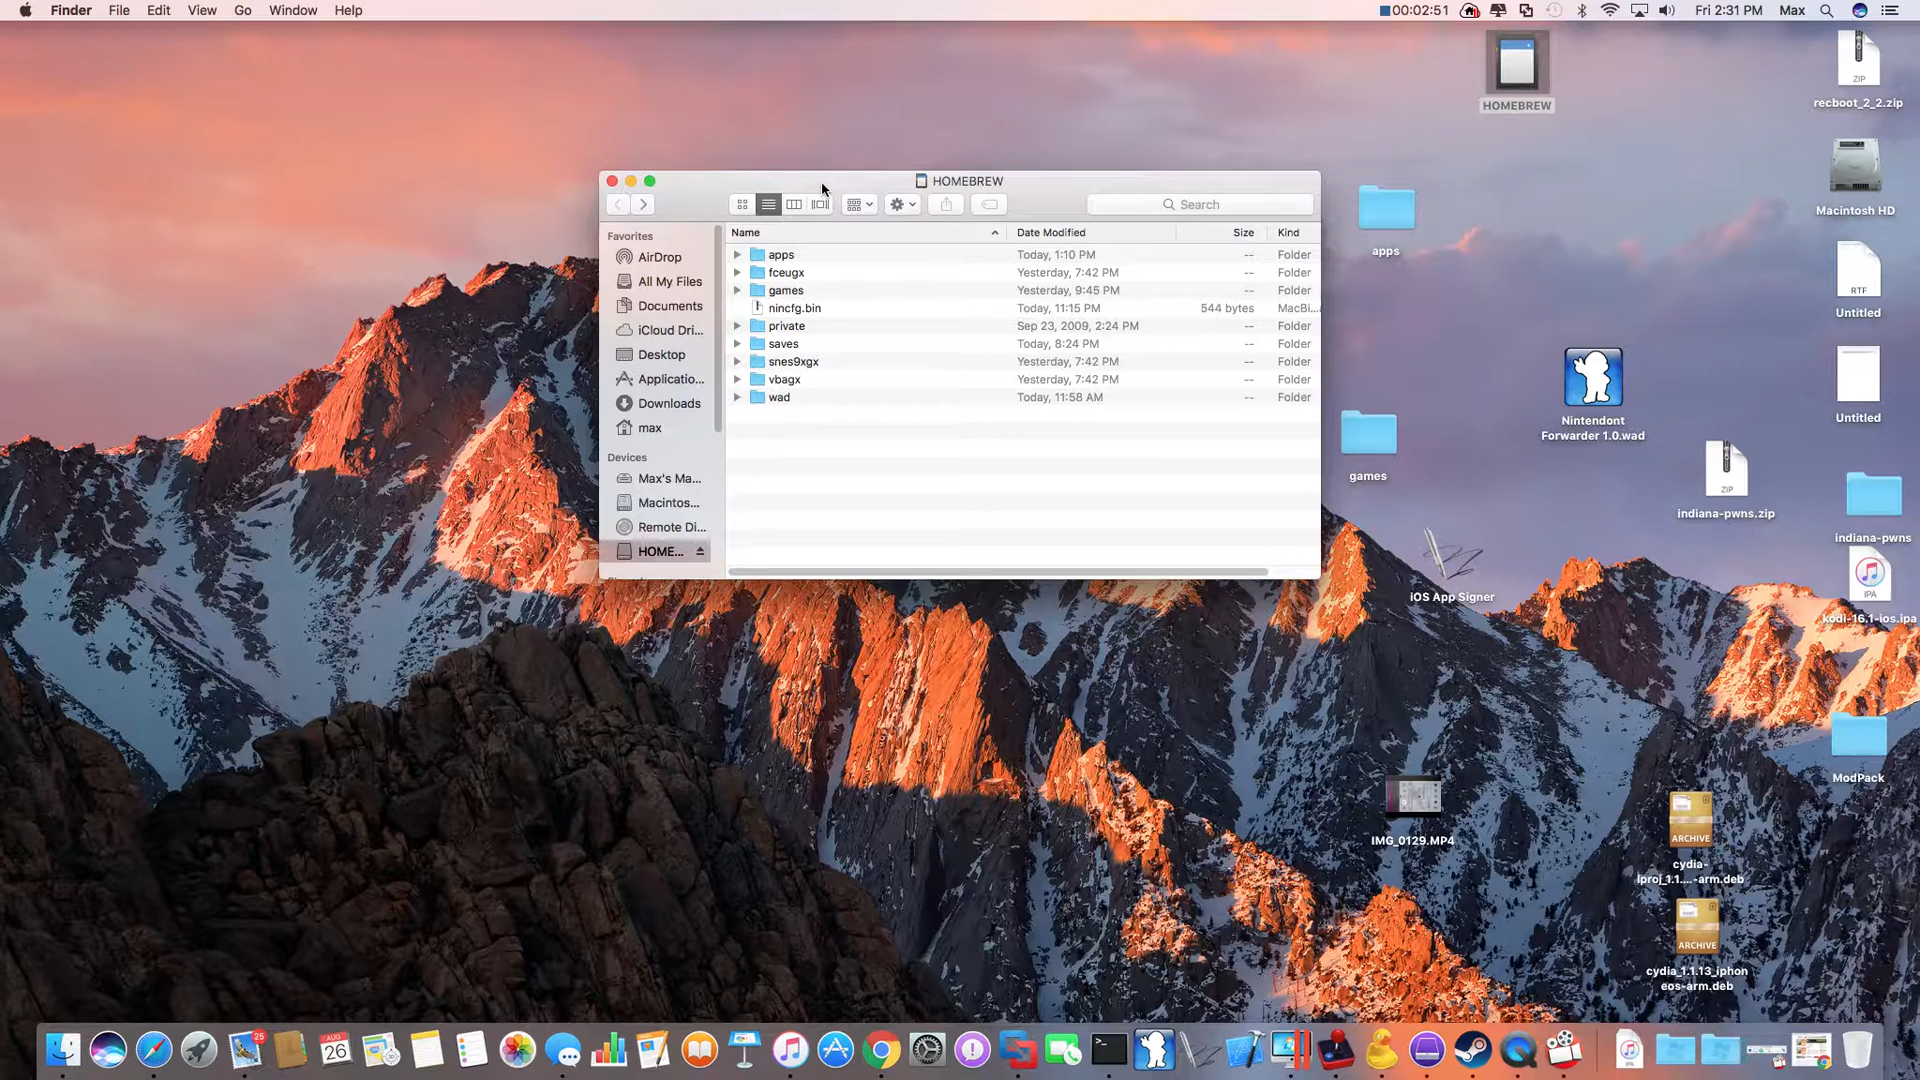 Finder File Edit View Go Window Help
00:02:51 Fri 2:31 PM Max
HOMEBREW
ZIP
recboot_2_2.zip
Macintosh HD
RTF
Untitled
Untitled
apps
games
Nintendont
Forwarder 1.0.wad
ZIP
indiana-pwns.zip
indiana-pwns
iOS App Signer
IPA
kodi-16.1-ios.ipa
ModPack
IMG_0129.MP4
ARCHIVE
cydia-
lproj_1.1....-arm.deb
ARCHIVE
cydia_1.1.13_iphon
eos-arm.deb
HOMEBREW
Search
Favorites
AirDrop
All My Files
Documents
iCloud Dri...
Desktop
Applicatio...
Downloads
max
Devices
Max's Ma...
Macintos...
Remote Di...
HOME...
Name Date Modified Size Kind
apps Today, 1:10 PM -- Folder
fceugx Yesterday, 7:42 PM -- Folder
games Yesterday, 9:45 PM -- Folder
nincfg.bin Today, 11:15 PM 544 bytes MacBi...
private Sep 23, 2009, 2:24 PM -- Folder
saves Today, 8:24 PM -- Folder
snes9xgx Yesterday, 7:42 PM -- Folder
vbagx Yesterday, 7:42 PM -- Folder
wad Today, 11:58 AM -- Folder
25
AUG
26